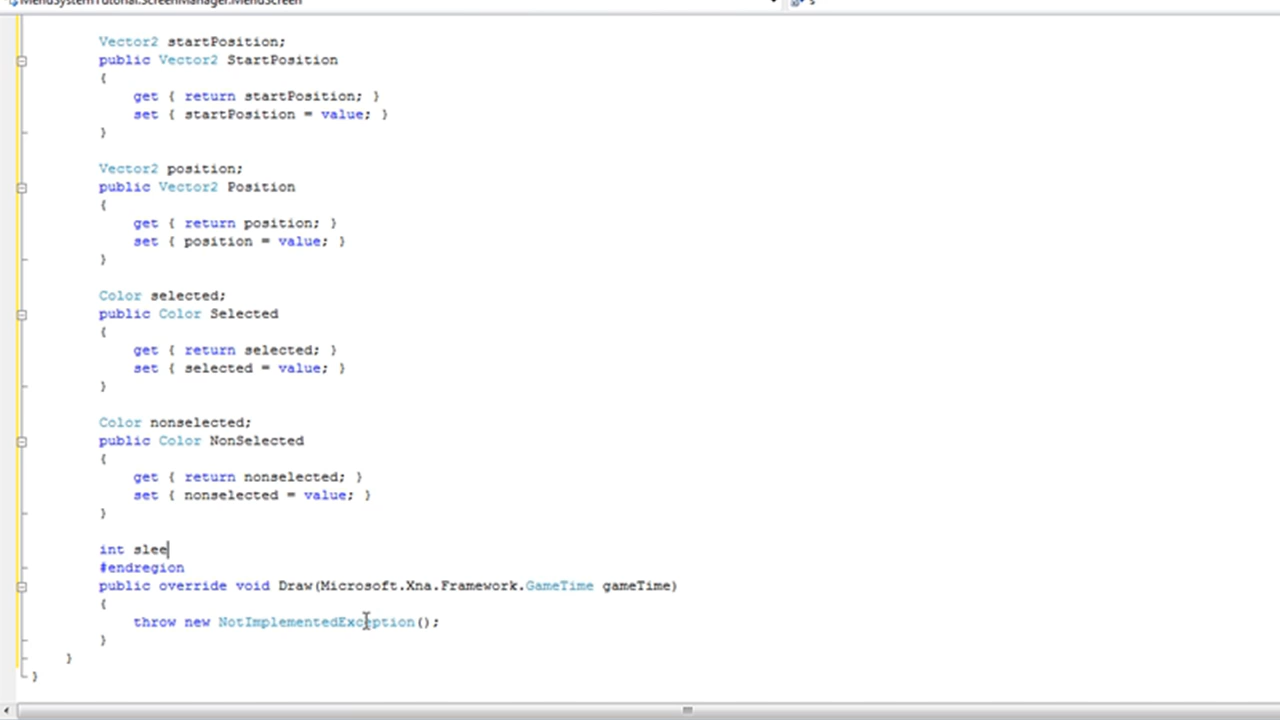 MenuSystemTutorial.ScreenManager.MenuScreen
Vector2 startPosition;
public Vector2 StartPosition
{
get { return startPosition; }
set { startPosition = value; }
}
Vector2 position;
public Vector2 Position
{
get { return position; }
set { position = value; }
}
Color selected;
public Color Selected
{
get { return selected; }
set { selected = value; }
}
Color nonselected;
public Color NonSelected
{
get { return nonselected; }
set { nonselected = value; }
}
int slee
#endregion
public override void Draw(Microsoft.Xna.Framework.GameTime gameTime)
{
throw new NotImplementedException();
}
}
}